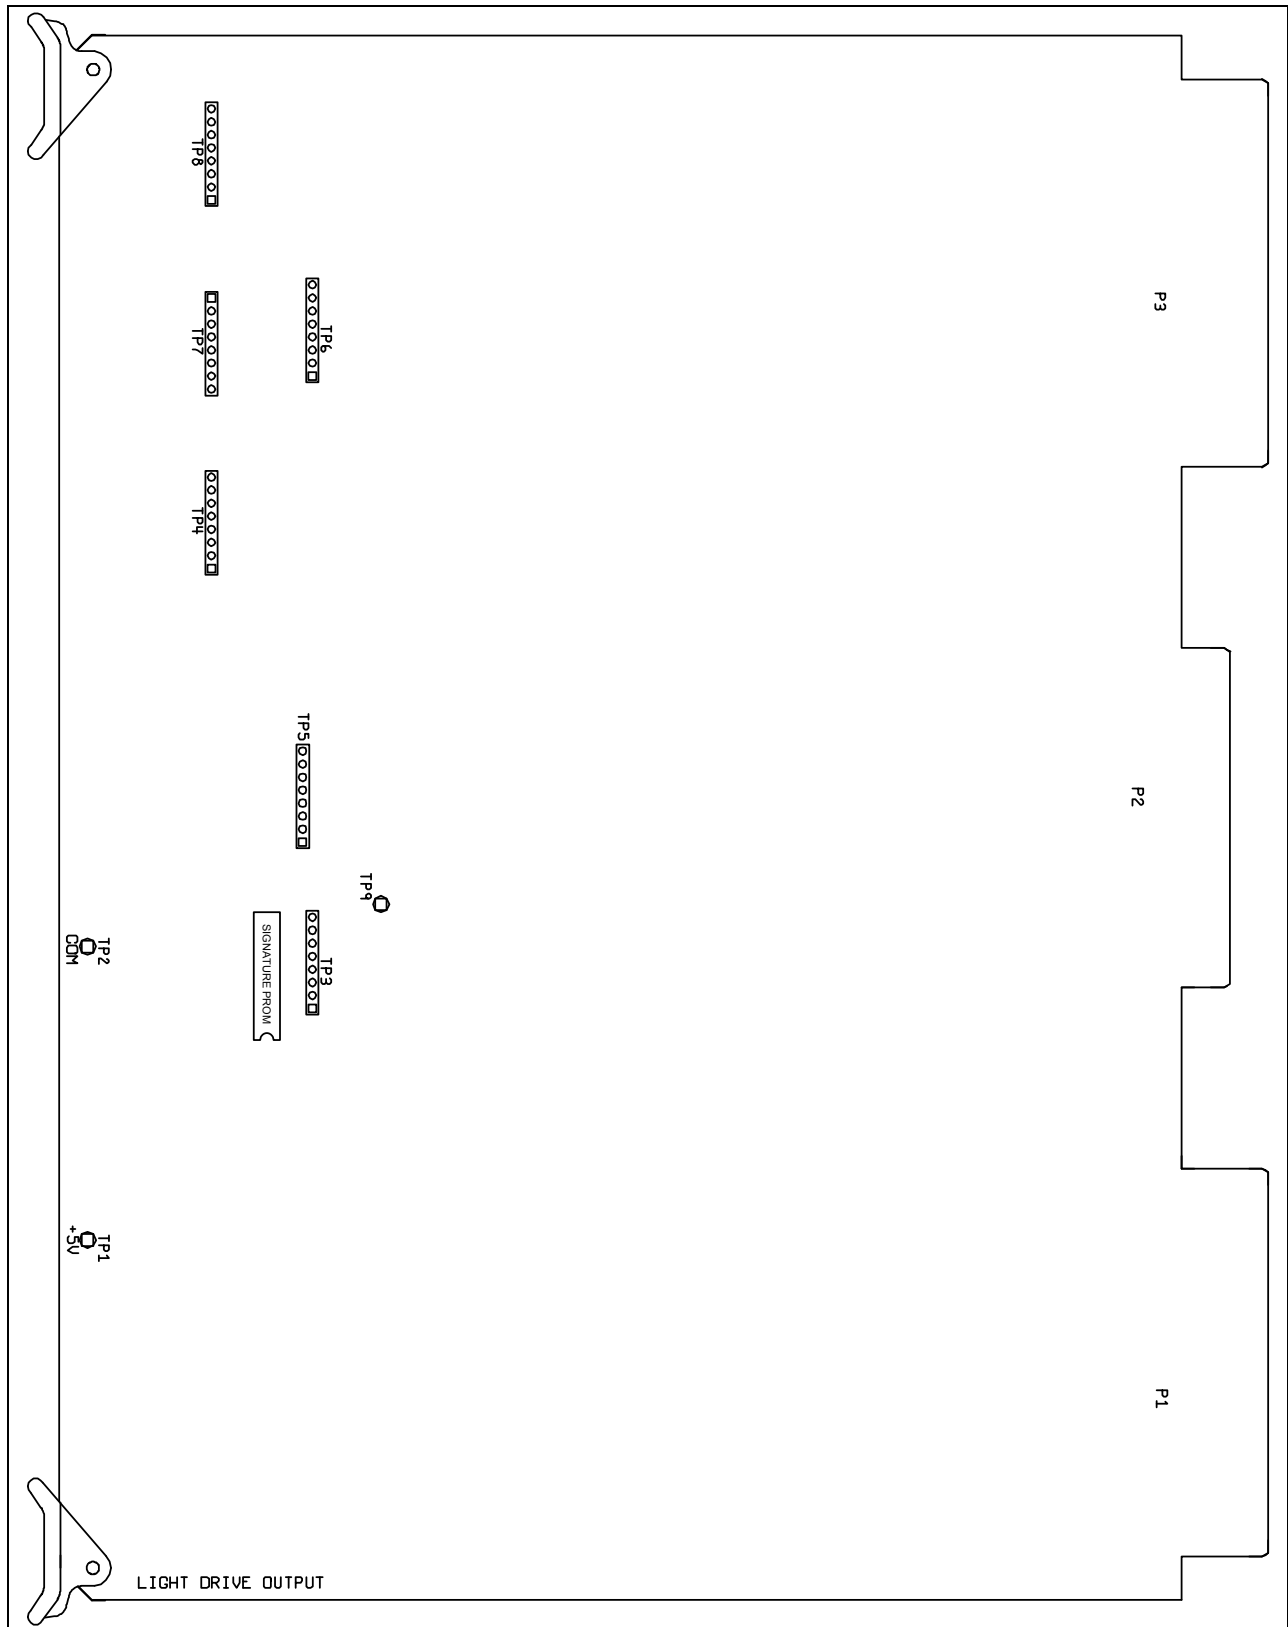 TP8
P3
TP7
TP6
TP4
TP5
P2
TP9
TP2
COM
TP3
SIGNATURE PROM
TP1
+5V
P1
LIGHT DRIVE OUTPUT